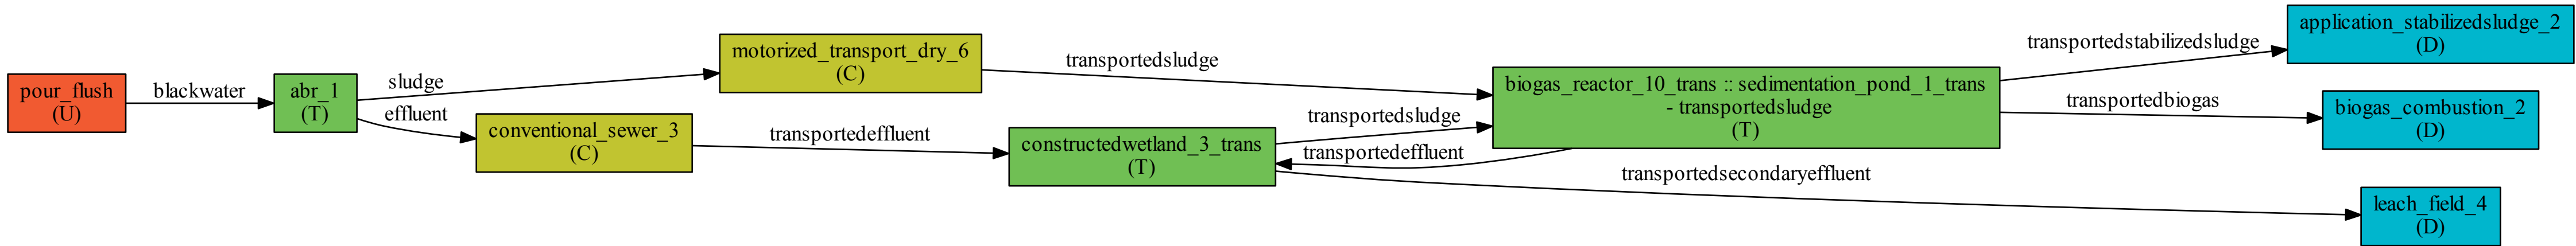 pour_flush
(U)
blackwater
abr_1
(T)
sludge
effluent
motorized_transport_dry_6
(C)
conventional_sewer_3
(C)
transportedsludge
transportedeffluent
constructedwetland_3_trans
(T)
transportedsludge
transportedeffluent
biogas_reactor_10_trans :: sedimentation_pond_1_trans
- transportedsludge
(T)
transportedsecondaryeffluent
transportedstabilizedsludge
transportedbiogas
application_stabilizedsludge_2
(D)
biogas_combustion_2
(D)
leach_field_4
(D)